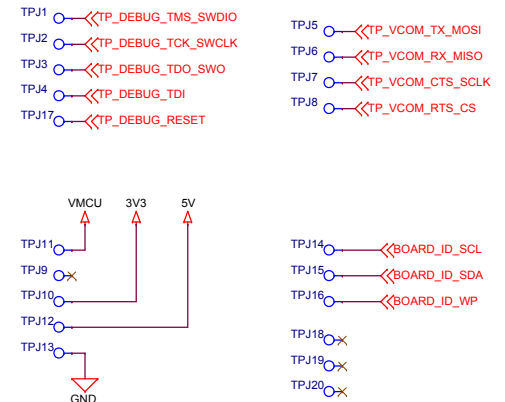 TPJ1 TP_DEBUG_TMS_SWDIO
TPJ2 TP_DEBUG_TCK_SWCLK
TPJ3 TP_DEBUG_TDO_SWO
TPJ4 TP_DEBUG_TDI
TPJ17 TP_DEBUG_RESET
TPJ5 TP_VCOM_TX_MOSI
TPJ6 TP_VCOM_RX_MISO
TPJ7 TP_VCOM_CTS_SCLK
TPJ8 TP_VCOM_RTS_CS
VMCU 3V3 5V
TPJ11
TPJ9
TPJ10
TPJ12
TPJ13
GND
TPJ14 BOARD_ID_SCL
TPJ15 BOARD_ID_SDA
TPJ16 BOARD_ID_WP
TPJ18
TPJ19
TPJ20